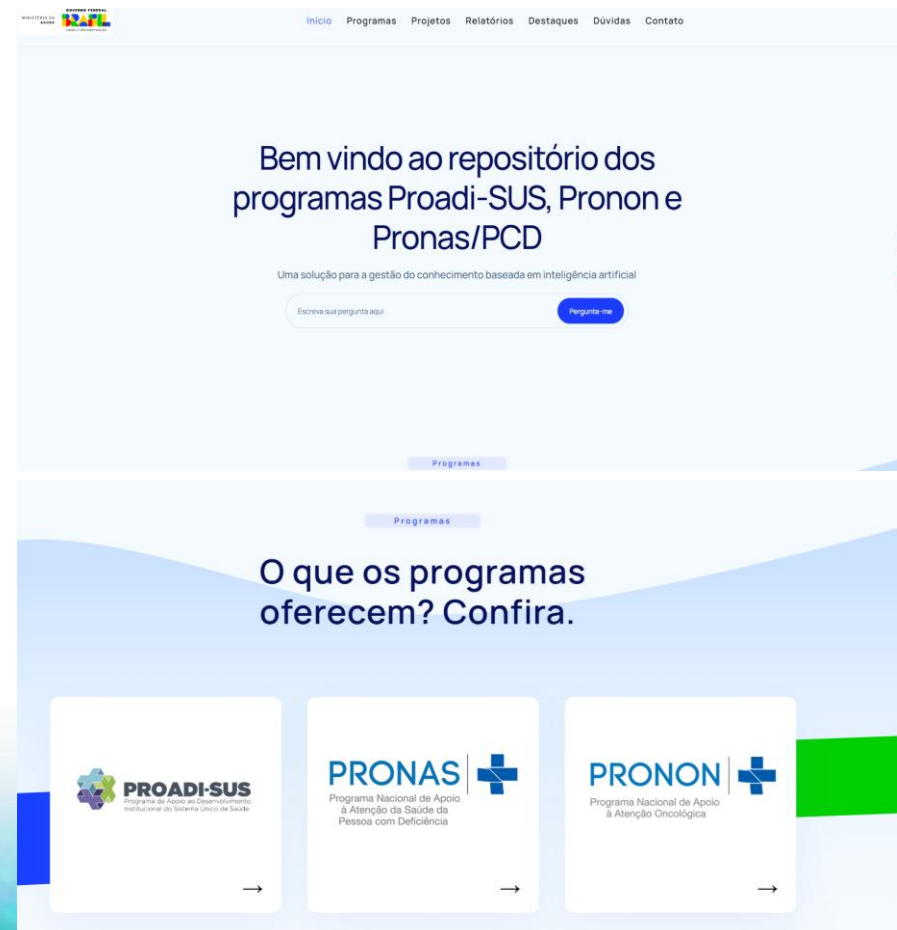 MINISTÉRIO DA
SAÚDE
GOVERNO FEDERAL
BRASIL
UNIÃO E RECONSTRUÇÃO
Início Programas Projetos Relatórios Destaques Dúvidas Contato
Bem vindo ao repositório dos
programas Proadi-SUS, Pronon e
Pronas/PCD
Uma solução para a gestão do conhecimento baseada em inteligência artificial
Escreva sua pergunta aqui
Pergunte-me
Programas
Programas
O que os programas
oferecem? Confira.
PROADI-SUS
Programa de Apoio ao Desenvolvimento
Institucional do Sistema Único de Saúde
PRONAS
Programa Nacional de Apoio
à Atenção da Saúde da
Pessoa com Deficiência
PRONON
Programa Nacional de Apoio
à Atenção Oncológica
→
→
→